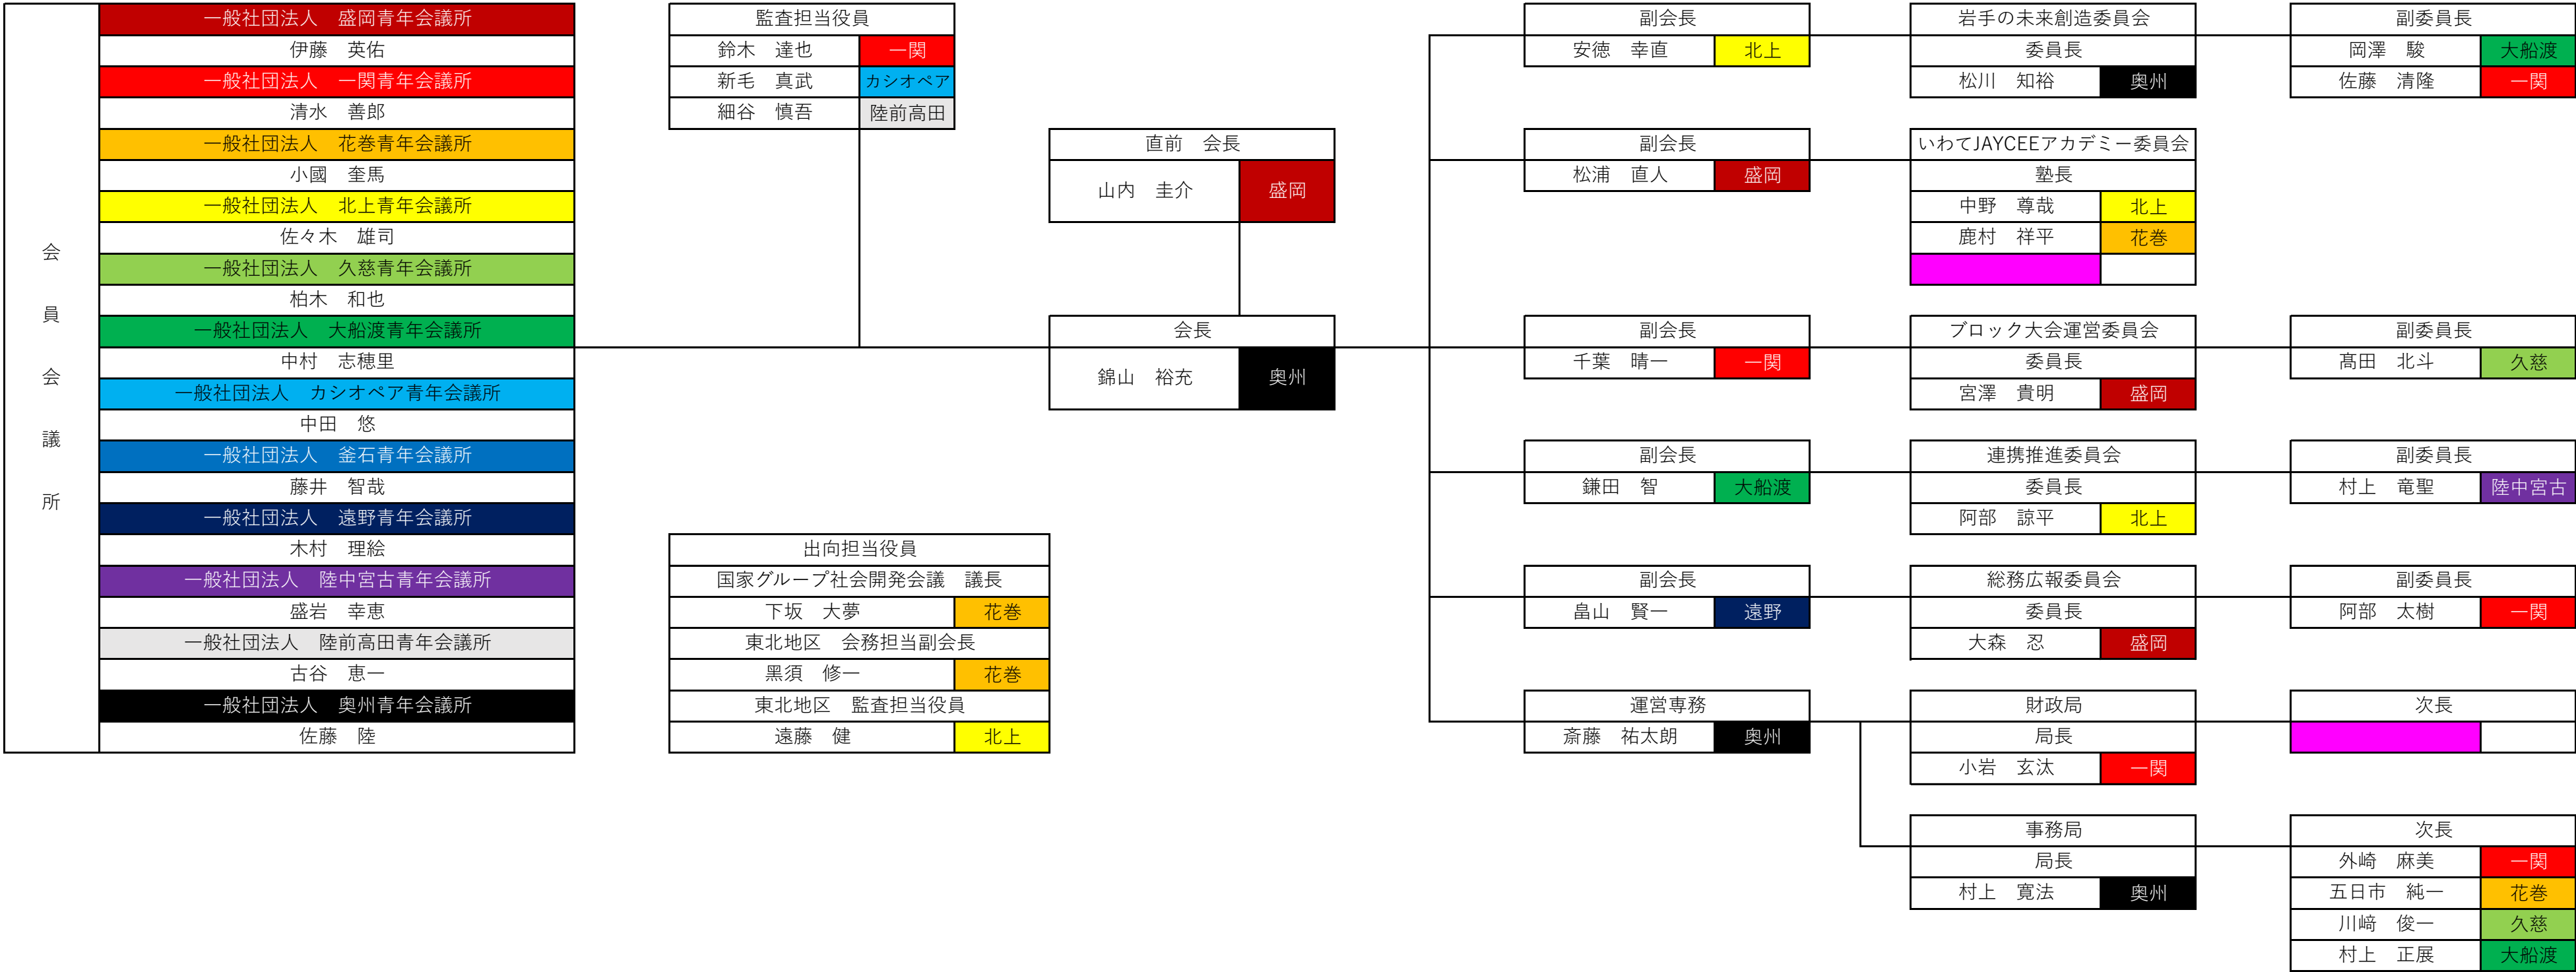 会員会議所
一般社団法人　盛岡青年会議所
伊藤　英佑
一般社団法人　一関青年会議所
清水　善郎
一般社団法人　花巻青年会議所
小國　奎馬
一般社団法人　北上青年会議所
佐々木　雄司
一般社団法人　久慈青年会議所
柏木　和也
一般社団法人　大船渡青年会議所
中村　志穂里
一般社団法人　カシオペア青年会議所
中田　悠
一般社団法人　釜石青年会議所
藤井　智哉
一般社団法人　遠野青年会議所
木村　理絵
一般社団法人　陸中宮古青年会議所
盛岩　幸恵
一般社団法人　陸前高田青年会議所
古谷　恵一
一般社団法人　奥州青年会議所
佐藤　陸
監査担当役員
鈴木　達也　一関
新毛　真武　カシオペア
細谷　慎吾　陸前高田
出向担当役員
国家グループ社会開発会議　議長
下坂　大夢　花巻
東北地区　会務担当副会長
黑須　修一　花巻
東北地区　監査担当役員
遠藤　健　北上
直前　会長
山内　圭介　盛岡
会長
錦山　裕充　奥州
副会長
安徳　幸直　北上
岩手の未来創造委員会
委員長
松川　知裕　奥州
副委員長
岡澤　駿　大船渡
佐藤　清隆　一関
副会長
松浦　直人　盛岡
いわてJAYCEEアカデミー委員会
塾長
中野　尊哉　北上
鹿村　祥平　花巻
副会長
千葉　晴一　一関
ブロック大会運営委員会
委員長
宮澤　貴明　盛岡
副委員長
髙田　北斗　久慈
副会長
鎌田　智　大船渡
連携推進委員会
委員長
阿部　諒平　北上
副委員長
村上　竜聖　陸中宮古
副会長
畠山　賢一　遠野
総務広報委員会
委員長
大森　忍　盛岡
副委員長
阿部　太樹　一関
運営専務
斎藤　祐太朗　奥州
財政局
局長
小岩　玄汰　一関
次長
事務局
局長
村上　寛法　奥州
次長
外崎　麻美　一関
五日市　純一　花巻
川﨑　俊一　久慈
村上　正展　大船渡